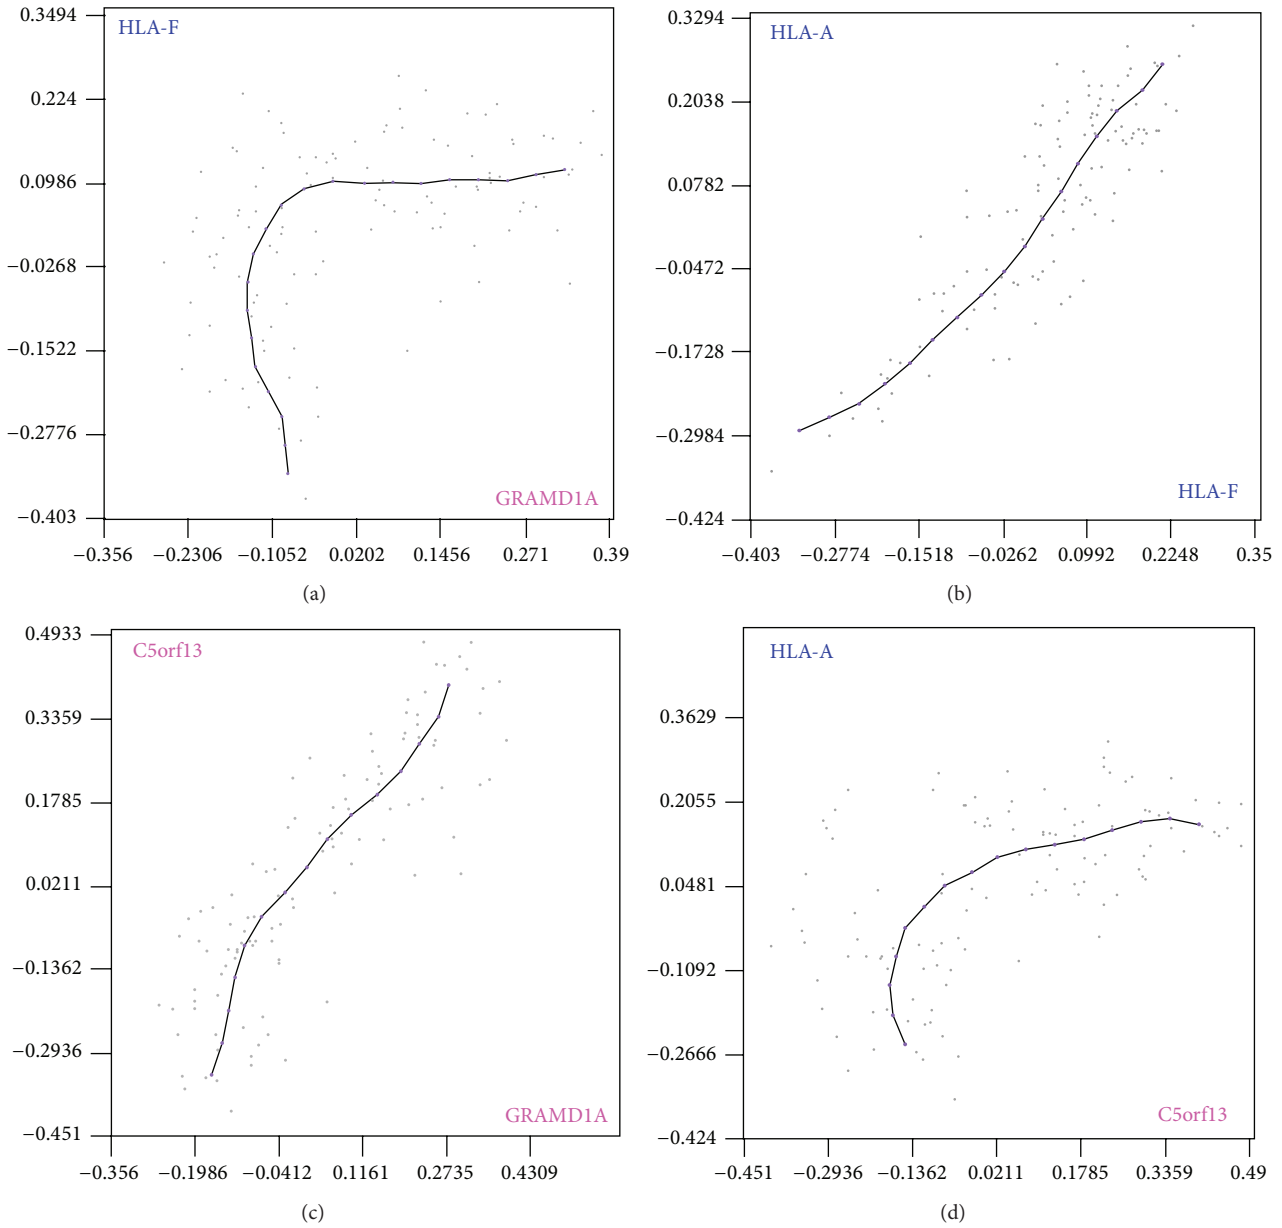 HLA-F
0.3494
0.224
0.0986
−0.0268
−0.1522
−0.2776
−0.403
GRAMD1A
−0.356 −0.2306 −0.1052 0.0202 0.1456 0.271 0.39
(a)
HLA-A
0.3294
0.2038
0.0782
−0.0472
−0.1728
−0.2984
−0.424
HLA-F
−0.403 −0.2774 −0.1518 −0.0262 0.0992 0.2248 0.35
(b)
C5orf13
0.4933
0.3359
0.1785
0.0211
−0.1362
−0.2936
−0.451
GRAMD1A
−0.356 −0.1986 −0.0412 0.1161 0.2735 0.4309
(c)
HLA-A
0.3629
0.2055
0.0481
−0.1092
−0.2666
−0.424
C5orf13
−0.451 −0.2936 −0.1362 0.0211 0.1785 0.3359 0.49
(d)